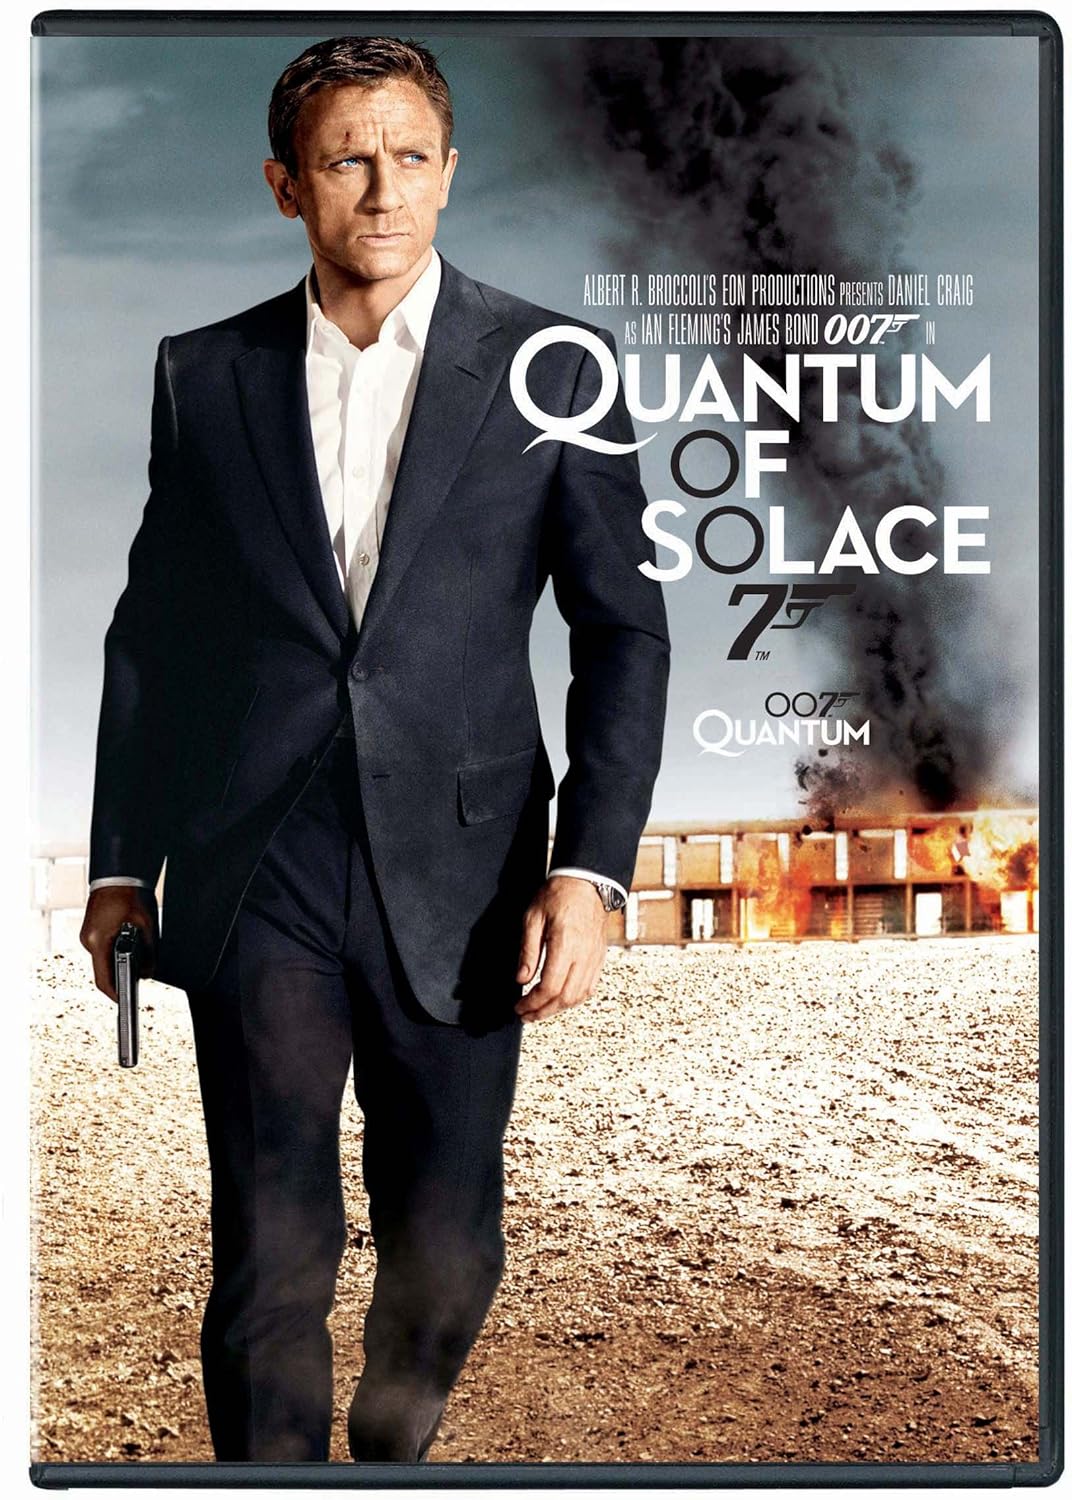 ALBERT R. BROCCOLI'S EON PRODUCTIONS PRESENTS DANIEL CRAIG
AS IAN FLEMING'S JAMES BOND 007 IN
QUANTUM
OF
SOLACE
7
TM
007
QUANTUM